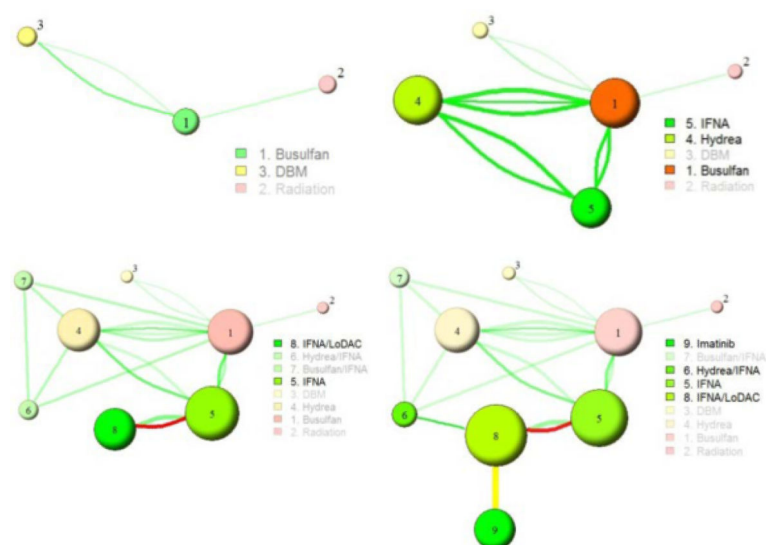 3
2
1
1. Busulfan
3. DBM
2. Radiation
3
2
4
1
5
5. IFNA
4. Hydrea
3. DBM
1. Busulfan
2. Radiation
7
3
2
4
1
6
8
5
8. IFNA/LoDAC
6. Hydrea/IFNA
7. Busulfan/IFNA
5. IFNA
3. DBM
4. Hydrea
1. Busulfan
2. Radiation
7
3
2
4
1
6
8
5
9
9. Imatinib
7. Busulfan/IFNA
6. Hydrea/IFNA
5. IFNA
8. IFNA/LoDAC
3. DBM
4. Hydrea
1. Busulfan
2. Radiation